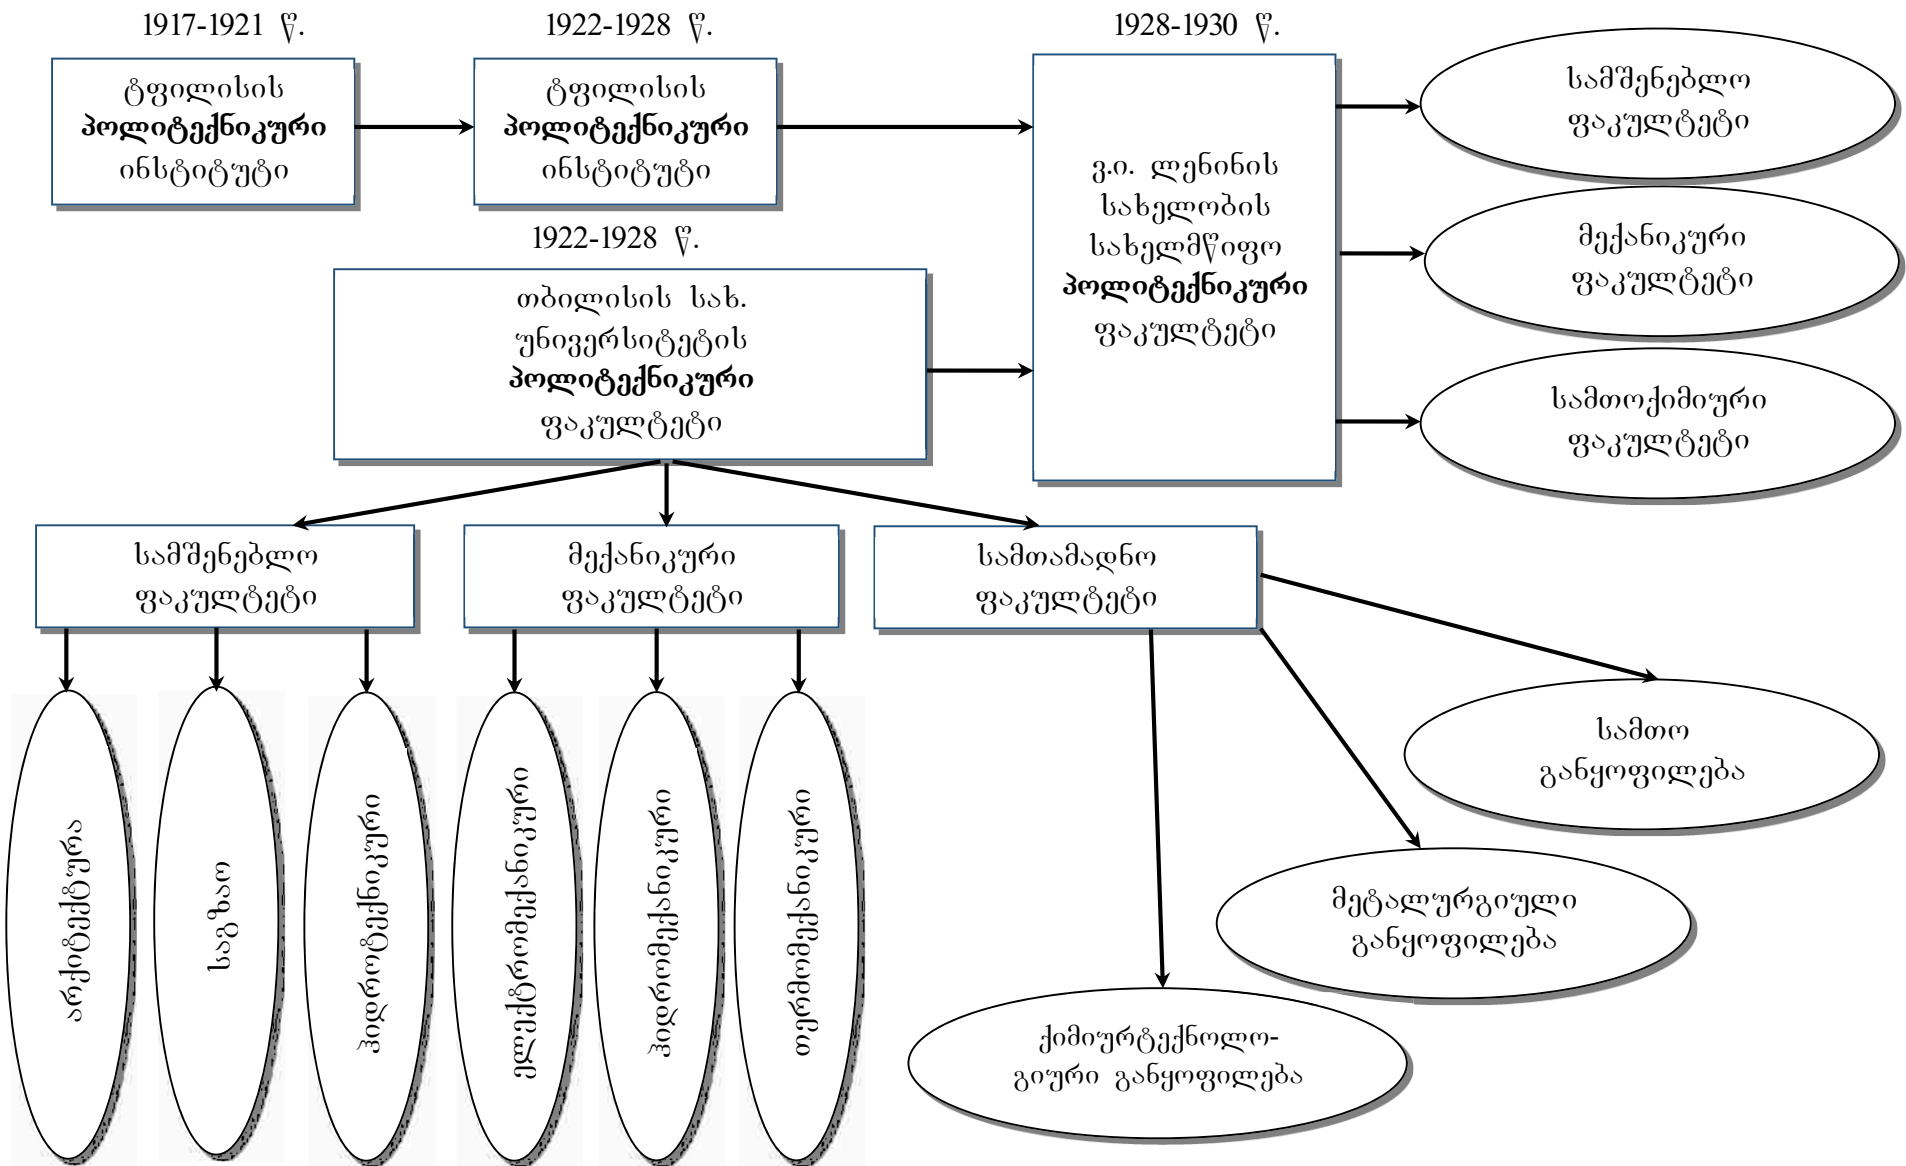 1917-1921 წ.
ტფილისის
პოლიტექნიკური
ინსტიტუტი
1922-1928 წ.
ტფილისის
პოლიტექნიკური
ინსტიტუტი
1922-1928 წ.
თბილისის სახ.
უნივერსიტეტის
პოლიტექნიკური
ფაკულტეტი
1928-1930 წ.
ვ.ი. ლენინის
სახელობის
სახელმწიფო
პოლიტექნიკური
ფაკულტეტი
სამშენებლო
ფაკულტეტი
მექანიკური
ფაკულტეტი
სამთოქიმიური
ფაკულტეტი
სამშენებლო
ფაკულტეტი
მექანიკური
ფაკულტეტი
სამთამადნო
ფაკულტეტი
არქიტექტურა
საგზაო
ჰიდროტექნიკური
ელექტრომექანიკური
ჰიდრომექანიკური
თერმომექანიკური
სამთო
განყოფილება
მეტალურგიული
განყოფილება
ქიმიურტექნოლო-
გიური განყოფილება